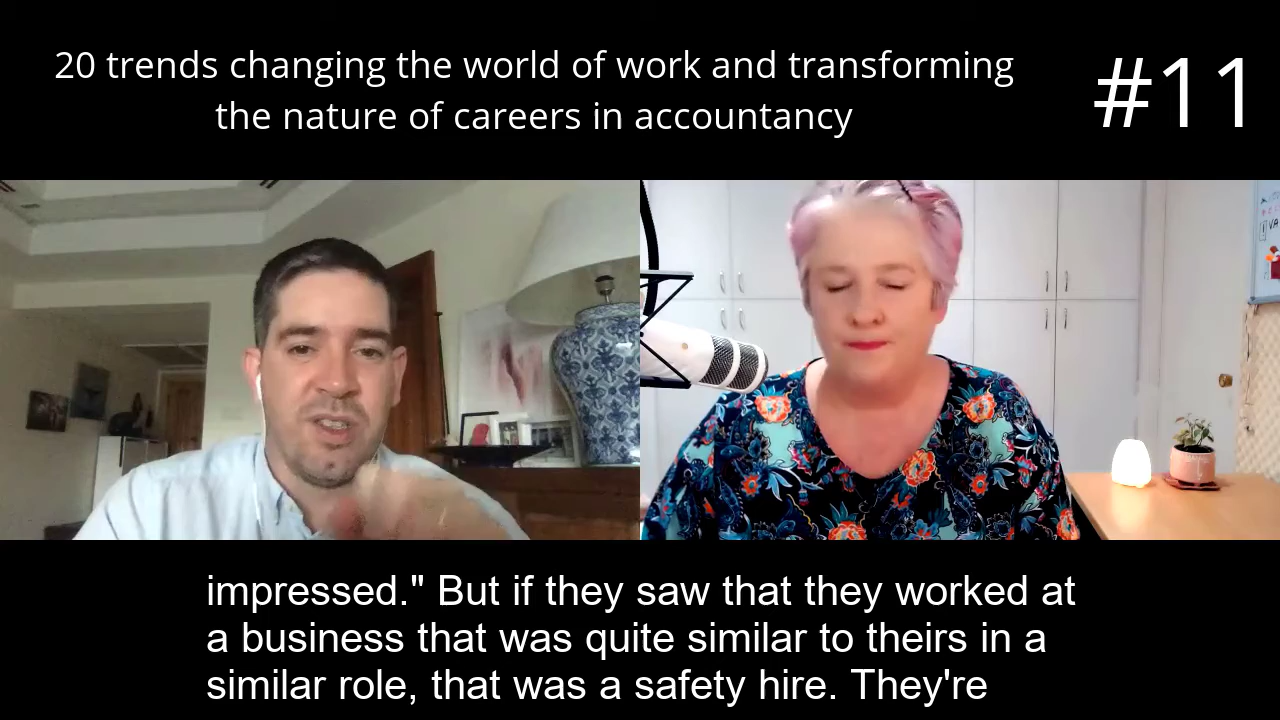 20 trends changing the world of work and transforming
the nature of careers in accountancy
#11
impressed." But if they saw that they worked at
a business that was quite similar to theirs in a
similar role, that was a safety hire. They're